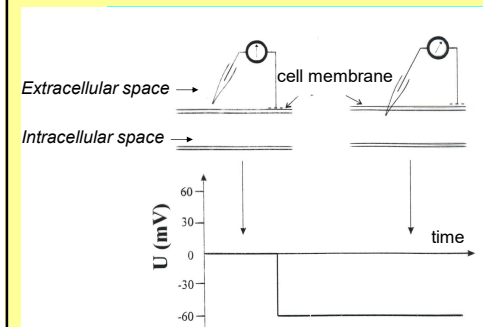 cell membrane
Extracellular space
Intracellular space
U (mV)
60
30
0
-30
-60
time